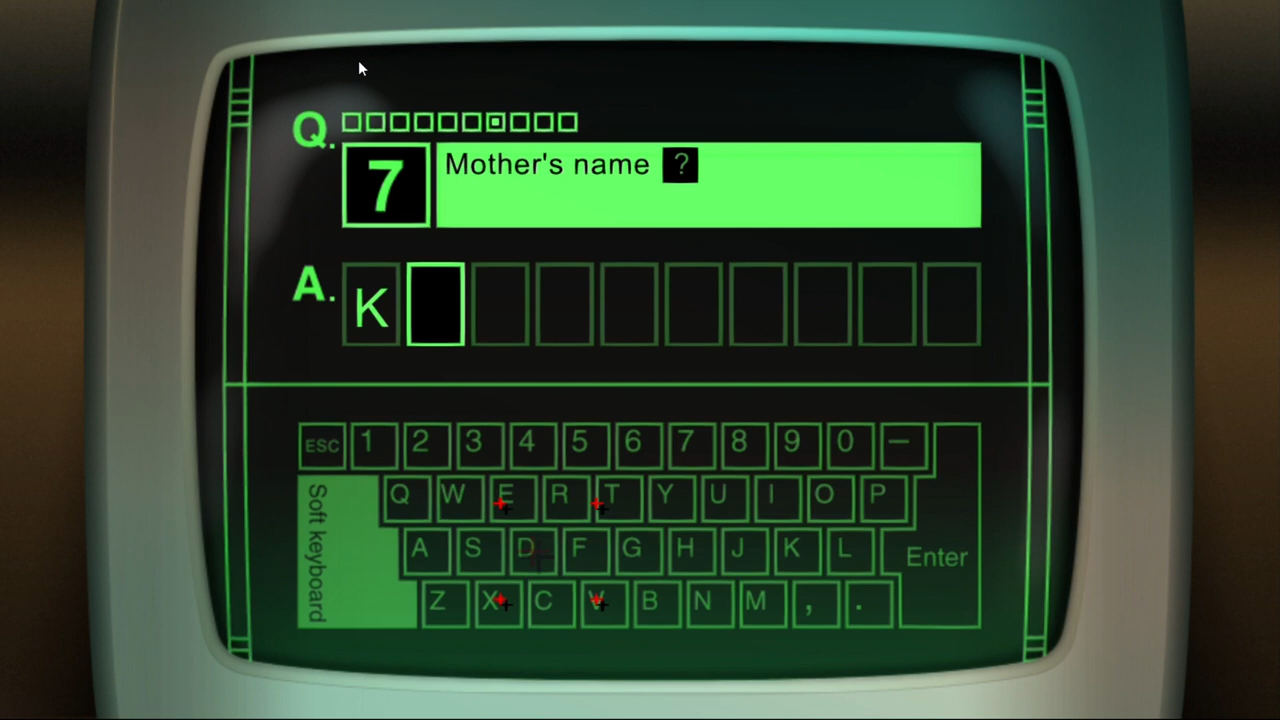 Q.
7 Mother's name ?
A. K
ESC 1 2 3 4 5 6 7 8 9 0 —
Q W E R T Y U I O P
Soft keyboard
A S D F G H J K L Enter
Z X C V B N M , .